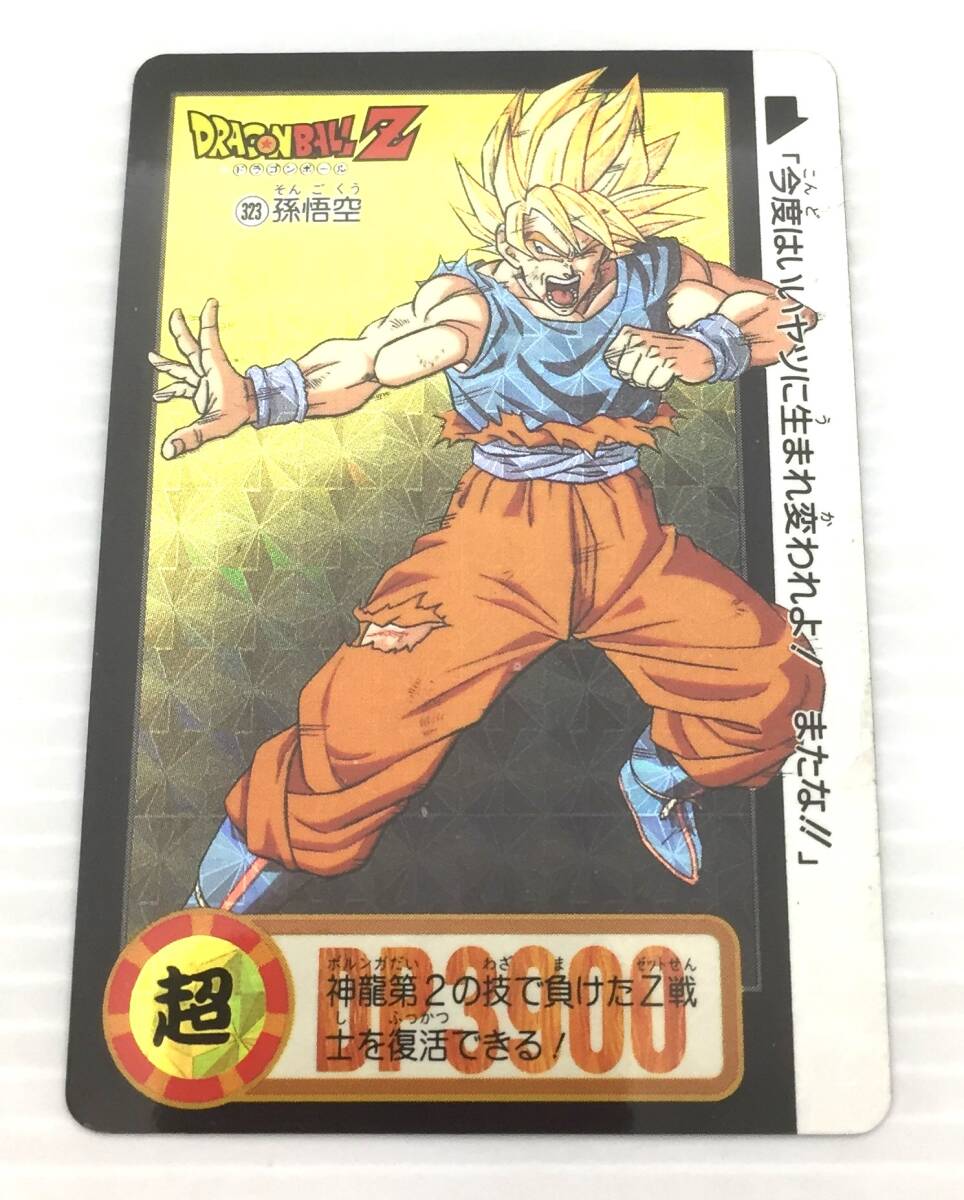 DRAGON BALL Z
ドラゴンボール
そんごくう
323 孫悟空
こんど
う
か
「今度はいいヤツに生まれ変われよ!! またな!!」
超
DP3900
ポルンガだい わざ ま ゼットせん
神龍第2の技で負けたZ戦
し ふっかつ
士を復活できる!